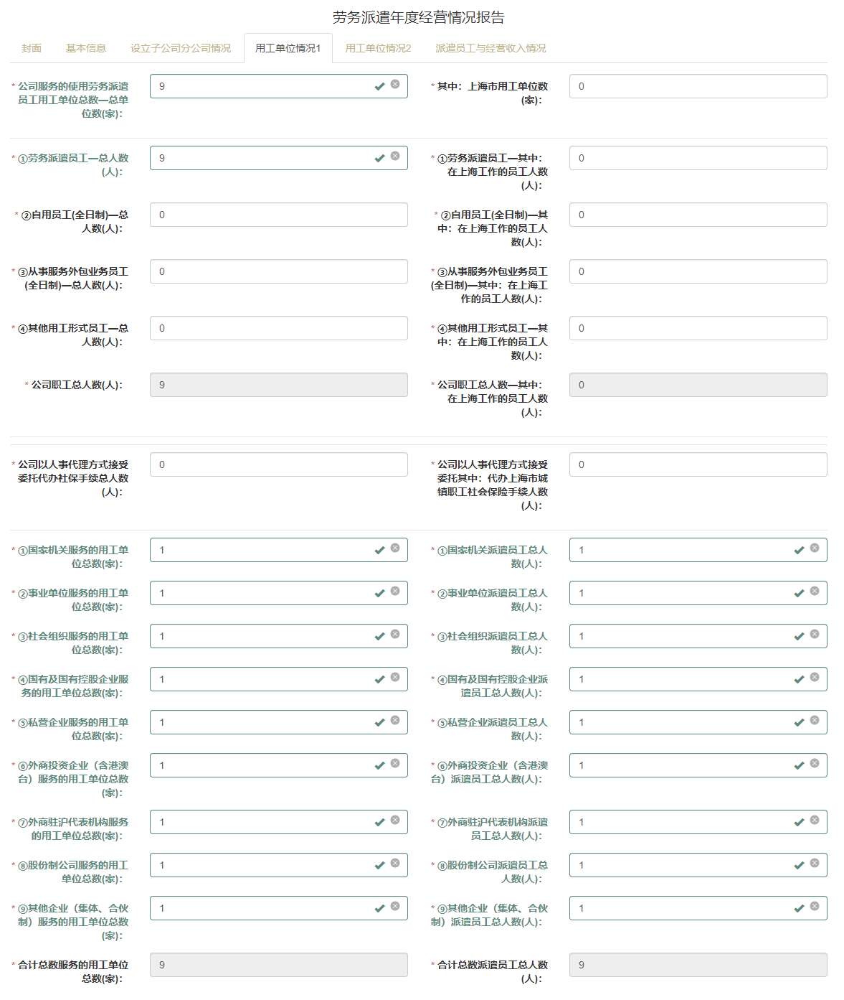 劳务派遣年度经营情况报告
封面 基本信息 设立子公司分公司情况 用工单位情况1 用工单位情况2 派遣员工与经营收入情况
* 公司服务的使用劳务派遣
员工用工单位总数—总单
位数(家)：
9
* 其中：上海市用工单位数
(家)：
0
* ①劳务派遣员工—总人数
(人)：
9
* ①劳务派遣员工—其中：
在上海工作的员工人数
(人)：
0
* ②自用员工(全日制)—总
人数(人)：
0
* ②自用员工(全日制)—其
中：在上海工作的员工人
数(人)：
0
* ③从事服务外包业务员工
(全日制)—总人数(人)：
0
* ③从事服务外包业务员工
(全日制)—其中：在上海工
作的员工人数(人)：
0
* ④其他用工形式员工—总
人数(人)：
0
* ④其他用工形式员工—其
中：在上海工作的员工人
数(人)：
0
* 公司职工总人数(人)：
9
* 公司职工总人数—其中：
在上海工作的员工人数
(人)：
0
* 公司以人事代理方式接受
委托代办社保手续总人数
(人)：
0
* 公司以人事代理方式接受
委托其中：代办上海市城
镇职工社会保险手续人数
(人)：
0
* ①国家机关服务的用工单
位总数(家)：
1
* ①国家机关派遣员工总人
数(人)：
1
* ②事业单位服务的用工单
位总数(家)：
1
* ②事业单位派遣员工总人
数(人)：
1
* ③社会组织服务的用工单
位总数(家)：
1
* ③社会组织派遣员工总人
数(人)：
1
* ④国有及国有控股企业服
务的用工单位总数(家)：
1
* ④国有及国有控股企业派
遣员工总人数(人)：
1
* ⑤私营企业服务的用工单
位总数(家)：
1
* ⑤私营企业派遣员工总人
数(人)：
1
* ⑥外商投资企业（含港澳
台）服务的用工单位总数
(家)：
1
* ⑥外商投资企业（含港澳
台）派遣员工总人数(人)：
1
* ⑦外商驻沪代表机构服务
的用工单位总数(家)：
1
* ⑦外商驻沪代表机构派遣
员工总人数(人)：
1
* ⑧股份制公司服务的用工
单位总数(家)：
1
* ⑧股份制公司派遣员工总
人数(人)：
1
* ⑨其他企业（集体、合伙
制）服务的用工单位总数
(家)：
1
* ⑨其他企业（集体、合伙
制）派遣员工总人数(人)：
1
* 合计总数服务的用工单位
总数(家)：
9
* 合计总数派遣员工总人数
(人)：
9